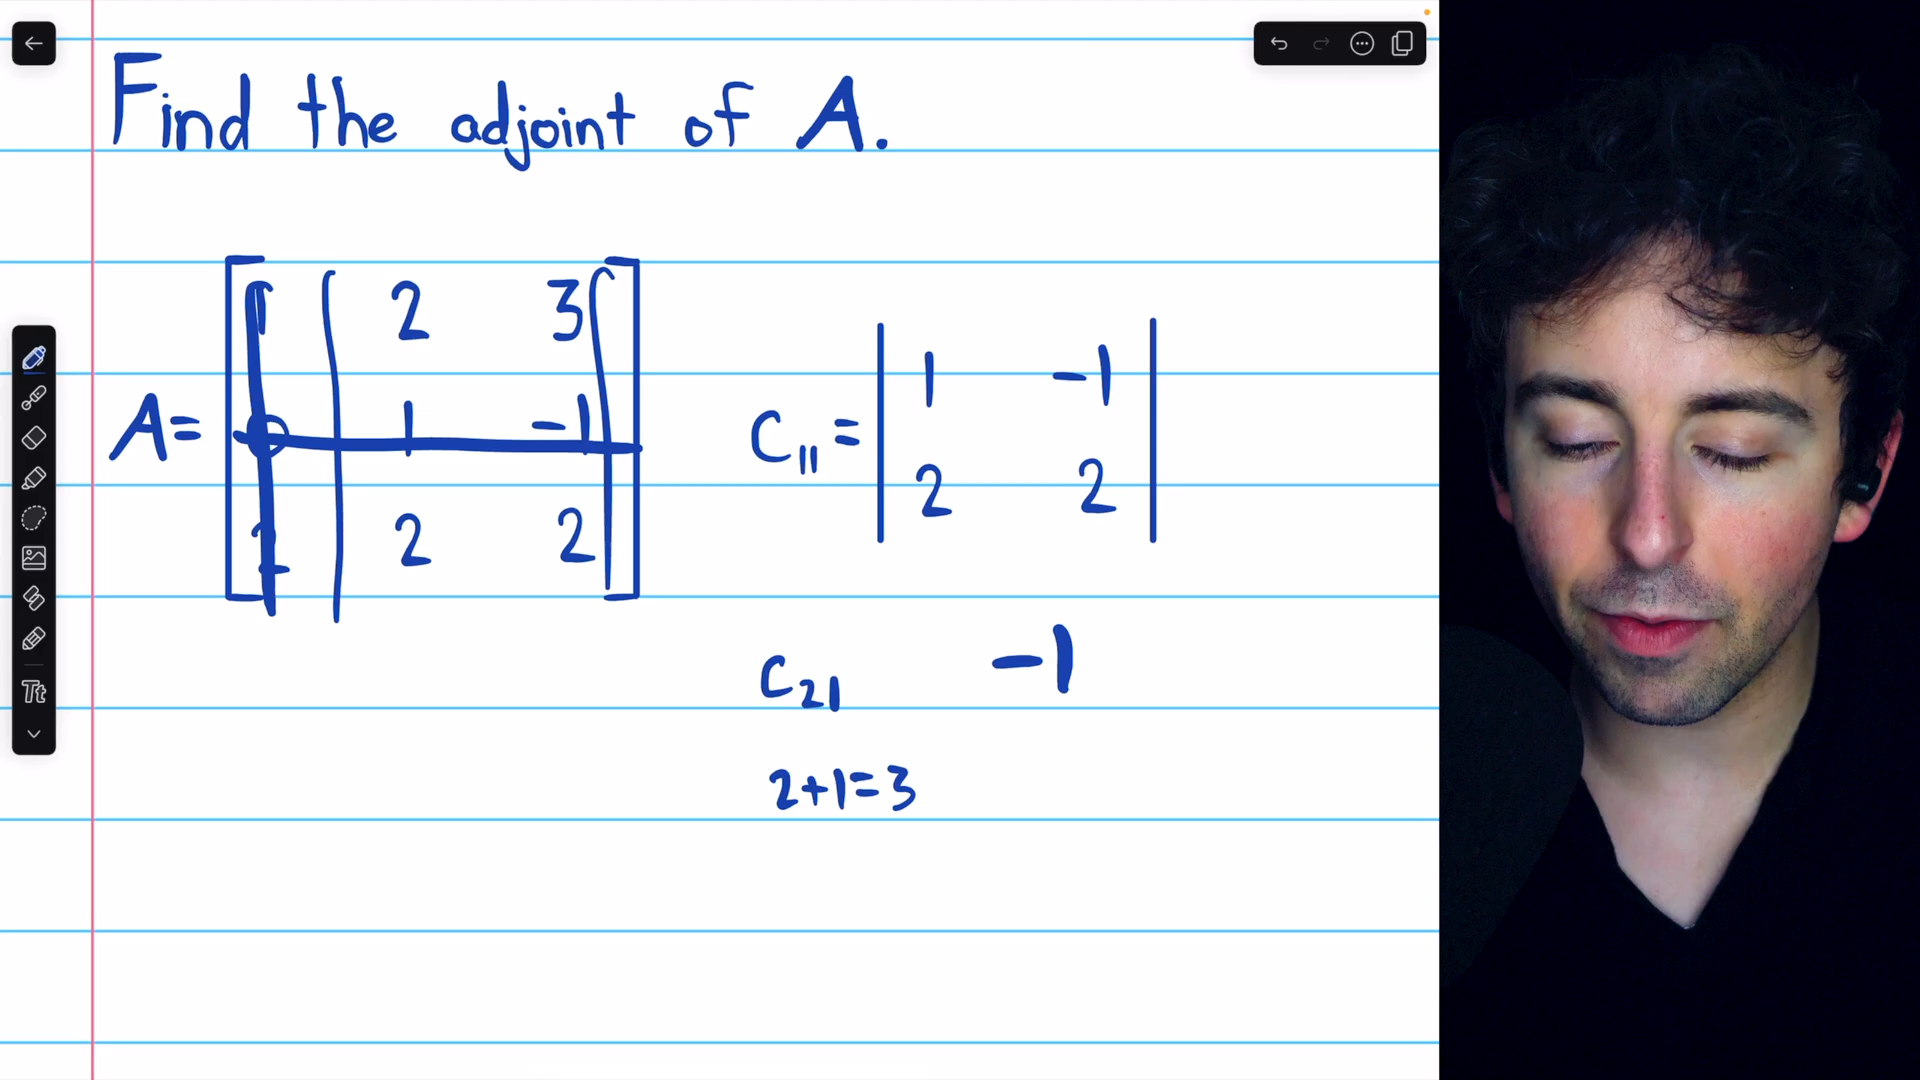 Find the adjoint of A.
A= [ 1 2 3
0 1 -1
2 2 ]
C₁₁ = | 1 -1
2 2 |
C₂₁ -1
2+1=3
Tt